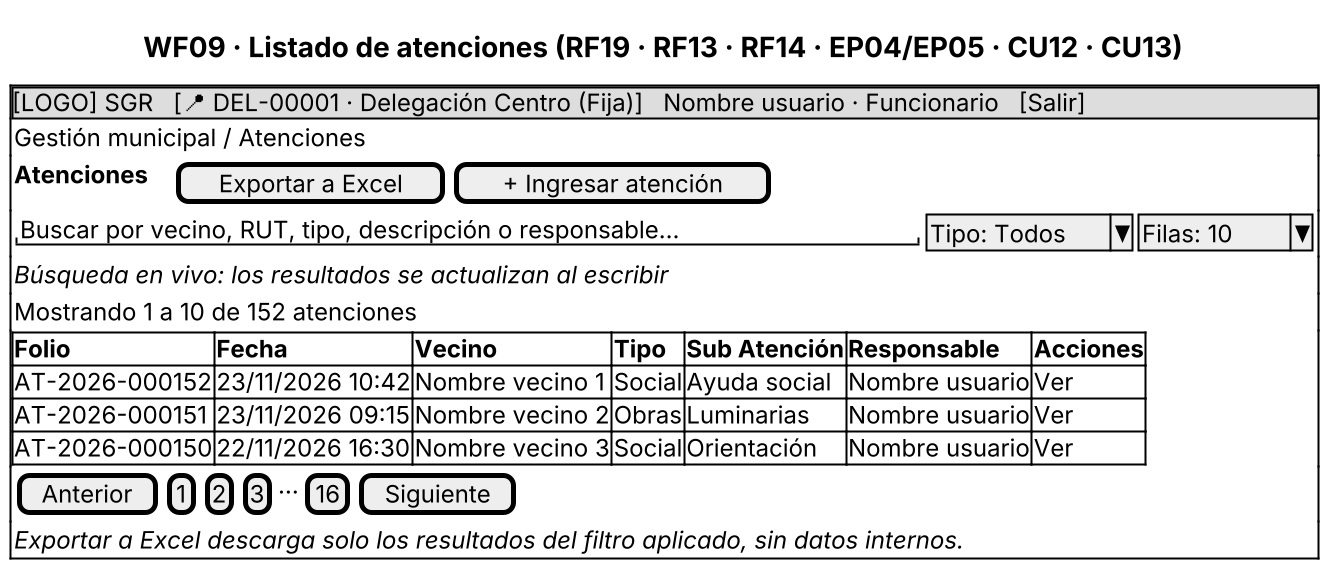 WF09 · Listado de atenciones (RF19 · RF13 · RF14 · EP04/EP05 · CU12 · CU13)
[LOGO] SGR [📍 DEL-00001 · Delegación Centro (Fija)] Nombre usuario · Funcionario [Salir]
Gestión municipal / Atenciones
Atenciones Exportar a Excel + Ingresar atención
Buscar por vecino, RUT, tipo, descripción o responsable... Tipo: Todos ▼ Filas: 10 ▼
Búsqueda en vivo: los resultados se actualizan al escribir
Mostrando 1 a 10 de 152 atenciones
Folio Fecha Vecino Tipo Sub Atención Responsable Acciones
AT-2026-000152 23/11/2026 10:42 Nombre vecino 1 Social Ayuda social Nombre usuario Ver
AT-2026-000151 23/11/2026 09:15 Nombre vecino 2 Obras Luminarias Nombre usuario Ver
AT-2026-000150 22/11/2026 16:30 Nombre vecino 3 Social Orientación Nombre usuario Ver
Anterior 1 2 3 ... 16 Siguiente
Exportar a Excel descarga solo los resultados del filtro aplicado, sin datos internos.